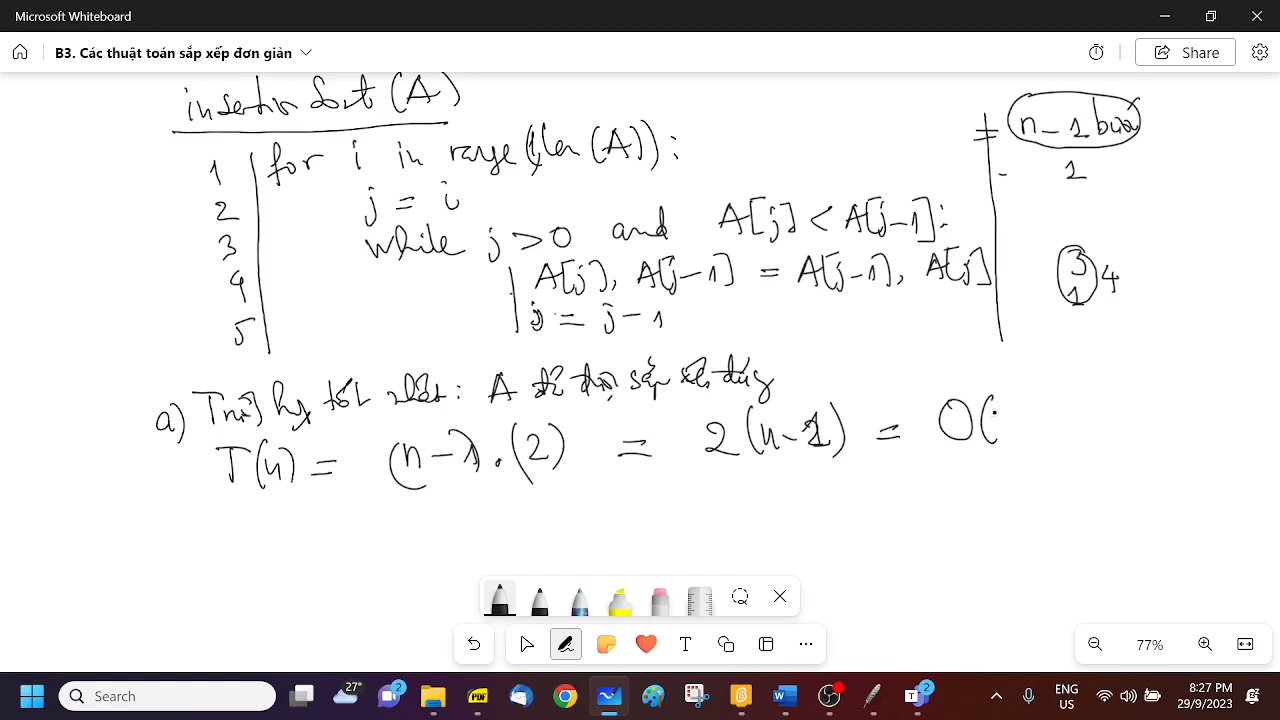 Microsoft Whiteboard
B3. Các thuật toán sắp xếp đơn giản
Share
insertion Sort (A)
1 for i in range (1, len (A)) :
2 j = i
3 while j > 0 and A[j] < A[j-1]:
4 A[j], A[j-1] = A[j-1], A[j]
5 j = j - 1
n - 1 bước
1
3 4
1
a) Trường hợp tốt nhất : A đã được sắp xếp đúng
T(n) = (n-1) . (2) = 2(n-1) = O(
77%
Search
27°
2
PDF
2
ENG
US
8:27 PM
29/9/2023